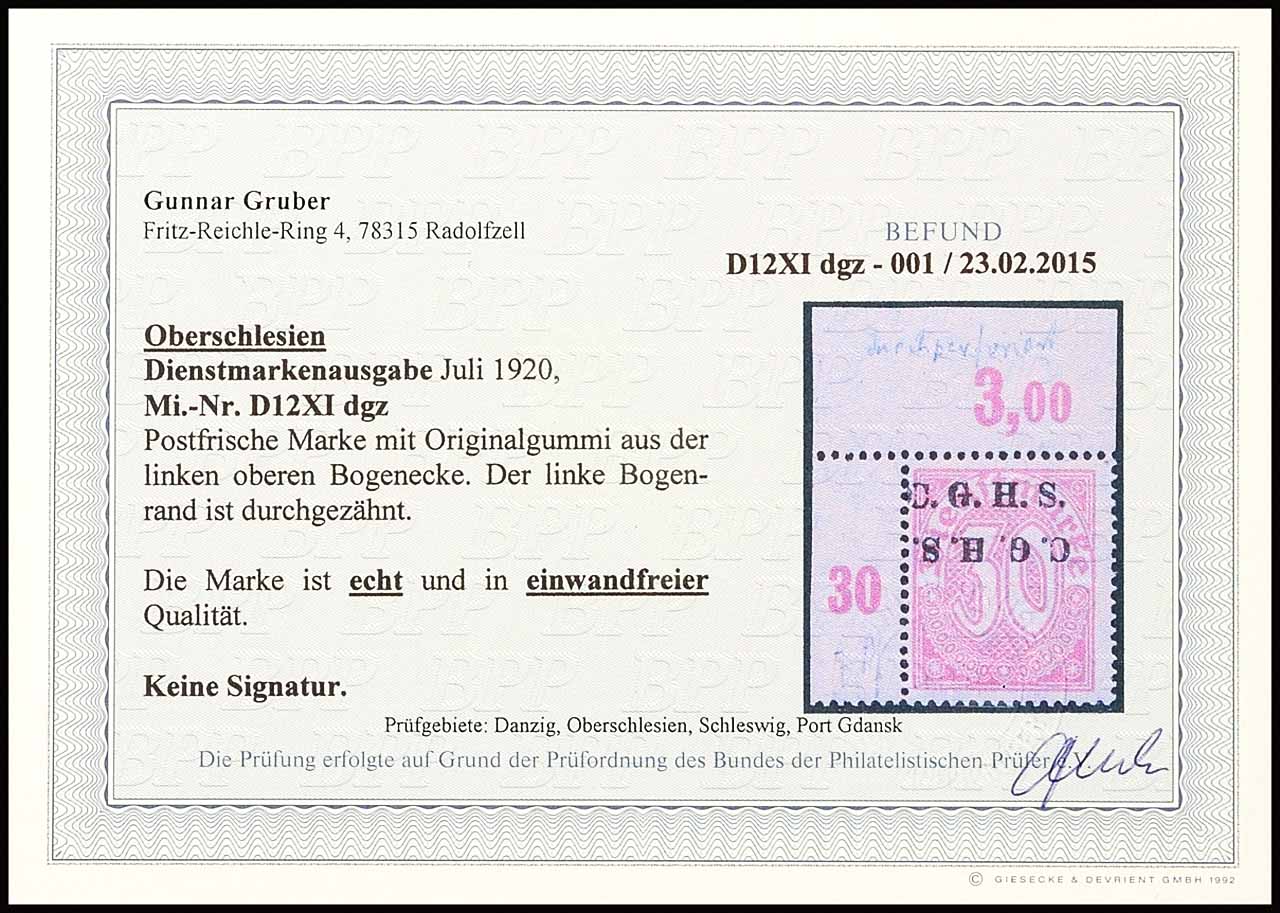 Gunnar Gruber
Fritz-Reichle-Ring 4, 78315 Radolfzell
BEFUND
D12XI dgz - 001 / 23.02.2015
Oberschlesien
Dienstmarkenausgabe Juli 1920,
Mi.-Nr. D12XI dgz
Postfrische Marke mit Originalgummi aus der
linken oberen Bogenecke. Der linke Bogen-
rand ist durchgezähnt.
Die Marke ist echt und in einwandfreier
Qualität.
Keine Signatur.
durchperforiert
3,00
C. G. H. S.
C. G. H. S.
50
30
Prüfgebiete: Danzig, Oberschlesien, Schleswig, Port Gdansk
Die Prüfung erfolgte auf Grund der Prüfordnung des Bundes der Philatelistischen Prüfer e.V.
© GIESECKE & DEVRIENT GMBH 1992